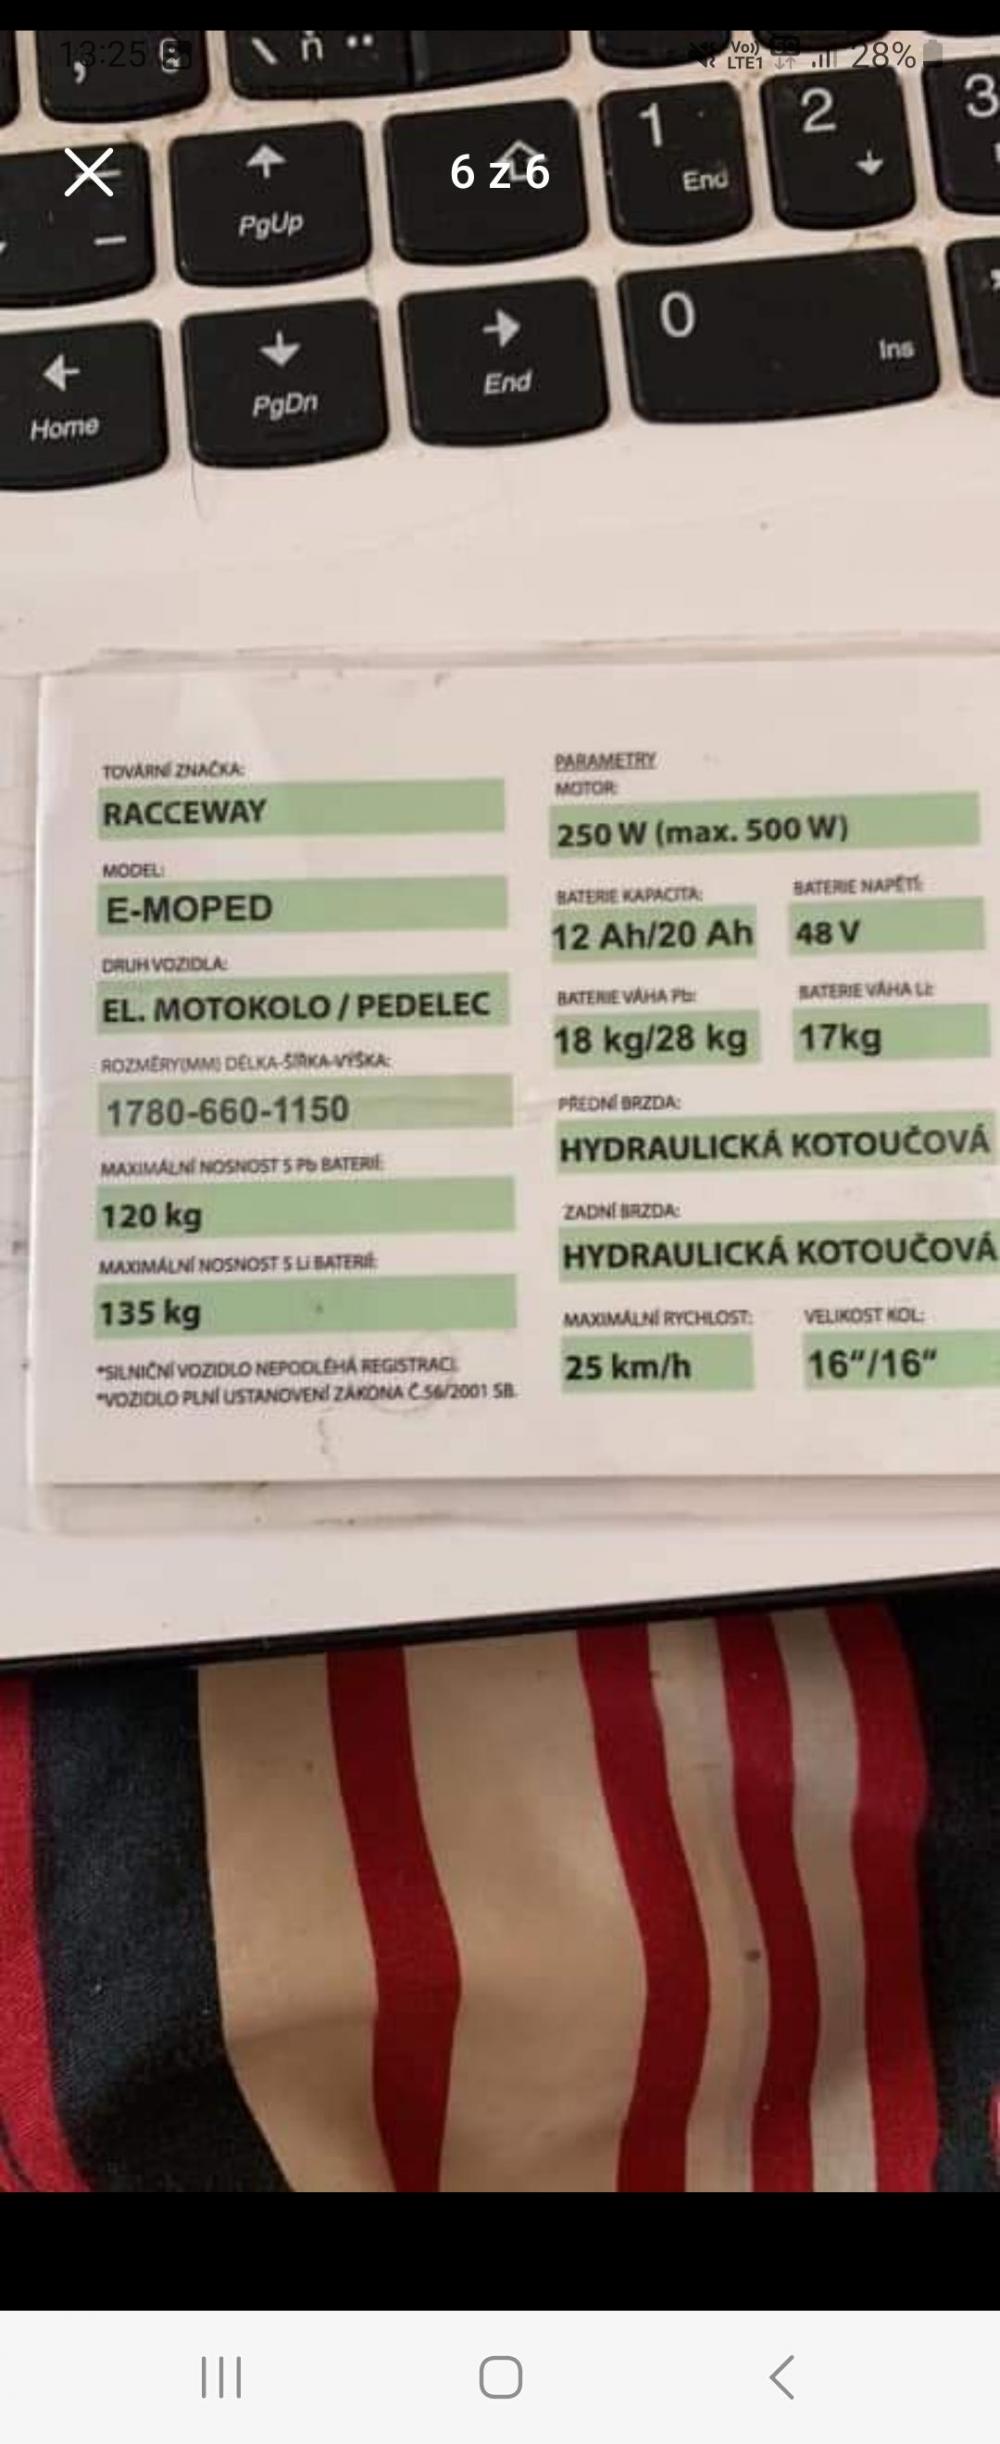 13:25
Vo))
LTE1
28%
6 z 6
ň
1
End
2
3
PgUp
Home
PgDn
End
0
Ins
TOVÁRNÍ ZNAČKA:
RACCEWAY
MODEL:
E-MOPED
DRUH VOZIDLA:
EL. MOTOKOLO / PEDELEC
ROZMĚRY(MM) DÉLKA-ŠÍŘKA-VÝŠKA:
1780-660-1150
MAXIMÁLNÍ NOSNOST S Pb BATERIÍ:
120 kg
MAXIMÁLNÍ NOSNOST S Li BATERIÍ:
135 kg
*SILNIČNÍ VOZIDLO NEPODLÉHÁ REGISTRACI.
*VOZIDLO PLNÍ USTANOVENÍ ZÁKONA Č.56/2001 SB.
PARAMETRY
MOTOR:
250 W (max. 500 W)
BATERIE KAPACITA:
12 Ah/20 Ah
BATERIE NAPĚTÍ:
48 V
BATERIE VÁHA Pb:
18 kg/28 kg
BATERIE VÁHA Li:
17kg
PŘEDNÍ BRZDA:
HYDRAULICKÁ KOTOUČOVÁ
ZADNÍ BRZDA:
HYDRAULICKÁ KOTOUČOVÁ
MAXIMÁLNÍ RYCHLOST:
25 km/h
VELIKOST KOL:
16“/16“